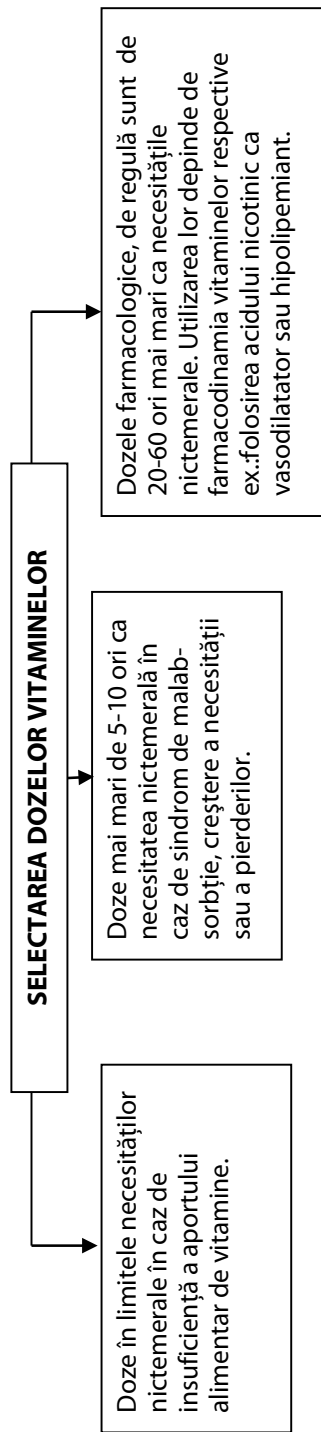 SELECTAREA DOZELOR VITAMINELOR
Doze în limitele necesităților
nictemerale în caz de
insuficiență a aportului
alimentar de vitamine.
Doze mai mari de 5-10 ori ca
necesitatea nictemerală în
caz de sindrom de malab-
sorbție, creștere a necesității
sau a pierderilor.
Dozele farmacologice, de regulă sunt de
20-60 ori mai mari ca necesitățile
nictemerale. Utilizarea lor depinde de
farmacodinamia vitaminelor respective
ex.:folosirea acidului nicotinic ca
vasodilatator sau hipolipemiant.